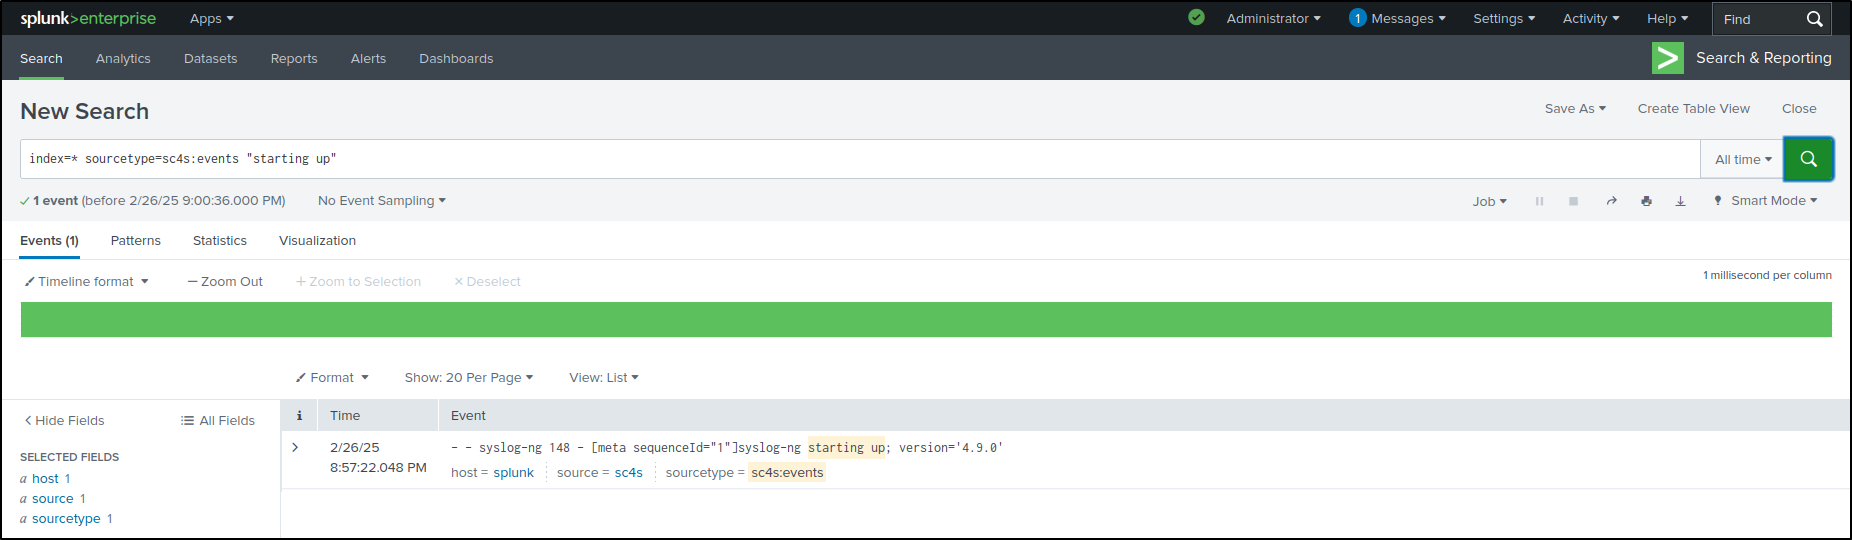 splunk>enterprise Apps Administrator 1 Messages Settings Activity Help Find
Search Analytics Datasets Reports Alerts Dashboards > Search & Reporting
New Search Save As Create Table View Close
index=* sourcetype=sc4s:events "starting up" All time
1 event (before 2/26/25 9:00:36.000 PM) No Event Sampling Job Smart Mode
Events (1) Patterns Statistics Visualization
Timeline format — Zoom Out + Zoom to Selection × Deselect 1 millisecond per column
Format Show: 20 Per Page View: List
< Hide Fields All Fields i Time Event
SELECTED FIELDS
a host 1
a source 1
a sourcetype 1
> 2/26/25 - - syslog-ng 148 - [meta sequenceId="1"]syslog-ng starting up; version='4.9.0'
8:57:22.048 PM host = splunk source = sc4s sourcetype = sc4s:events